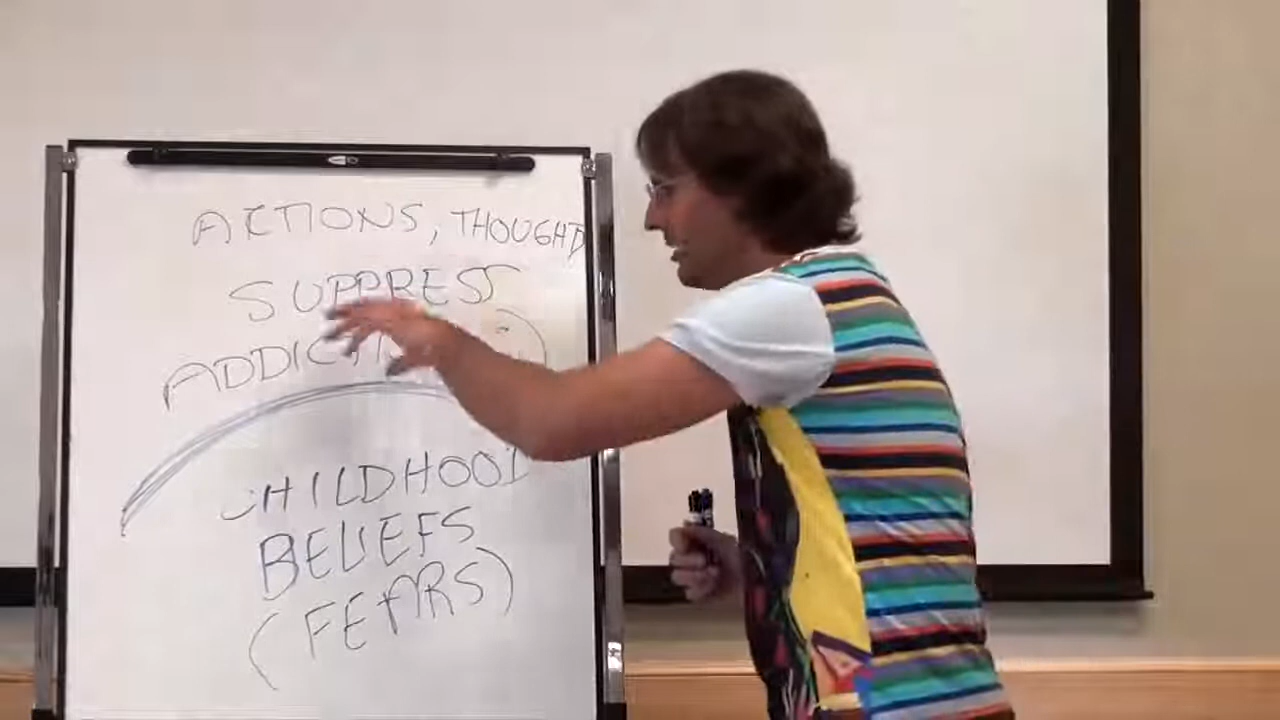 ACTIONS, THOUGHT
SUPPRESS
CHILDHOOD
BELIEFS
(FEARS)